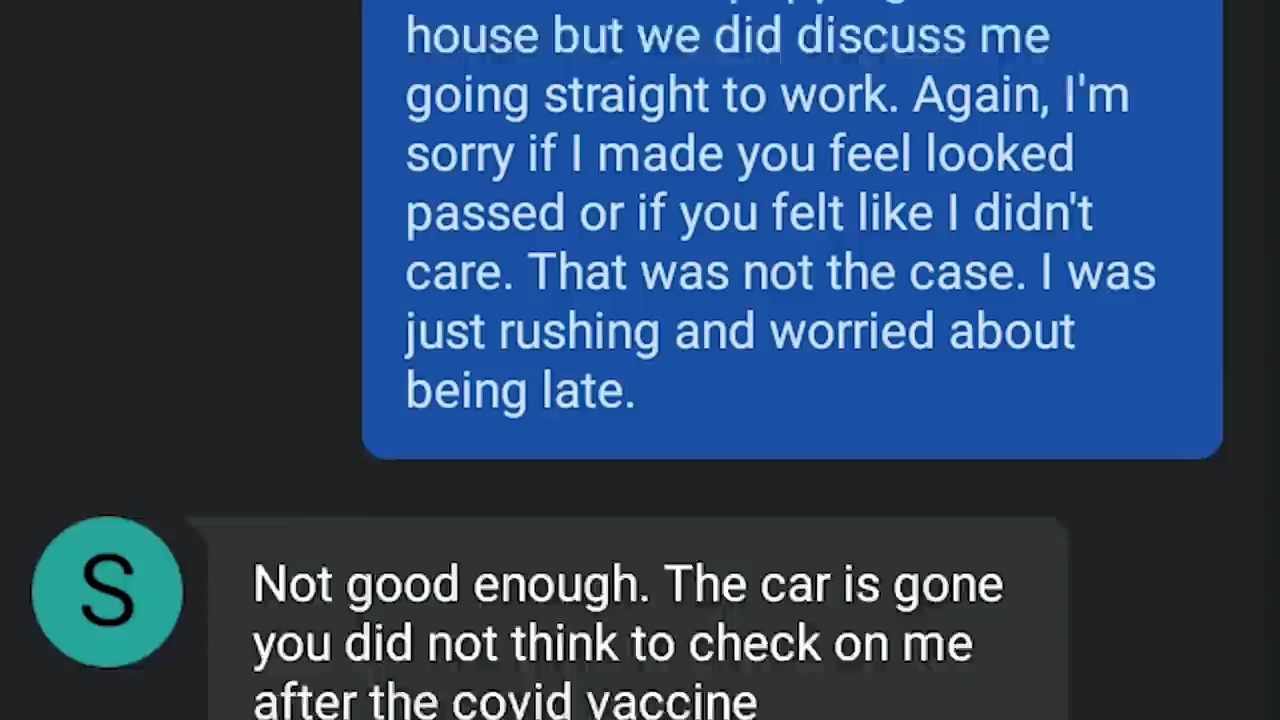 house but we did discuss me
going straight to work. Again, I'm
sorry if I made you feel looked
passed or if you felt like I didn't
care. That was not the case. I was
just rushing and worried about
being late.
S
Not good enough. The car is gone
you did not think to check on me
after the covid vaccine